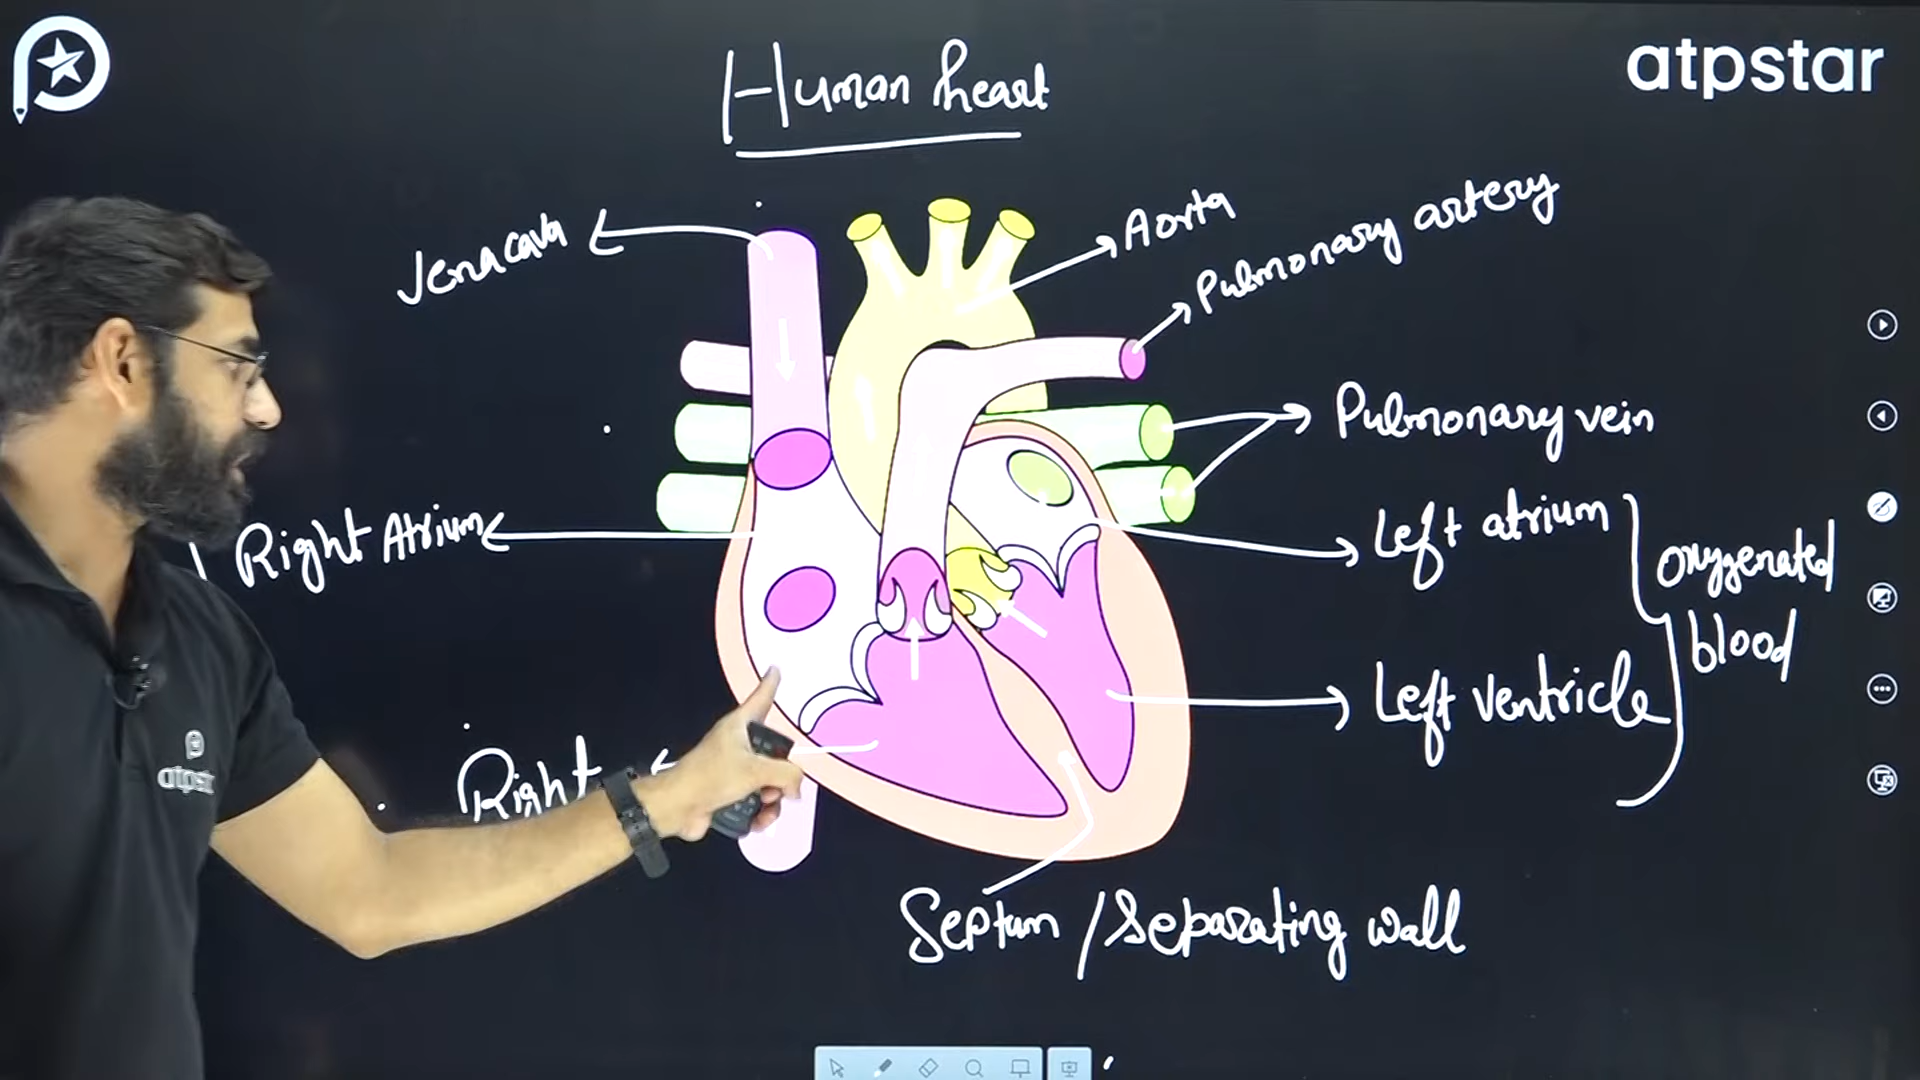 Human heart
atpstar
Venacava
Aorta
Pulmonary artery
Pulmonary vein
Right Atrium
Left atrium
oxygenated
blood
Left ventricle
Right
Septum / Separating wall
atpstar